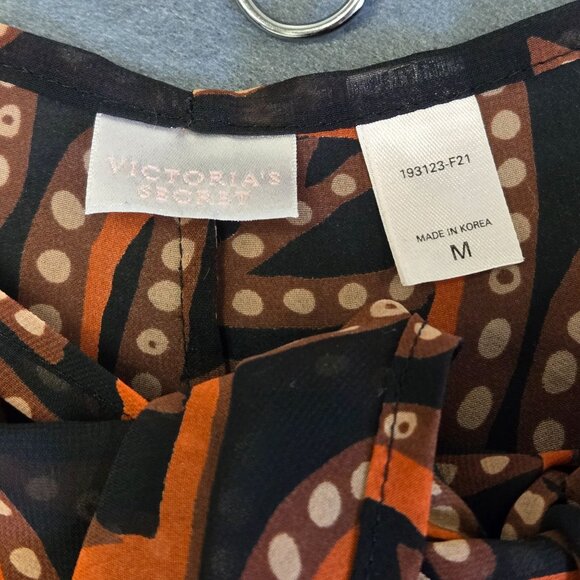 VICTORIA'S
SECRET
193123-F21
MADE IN KOREA
M